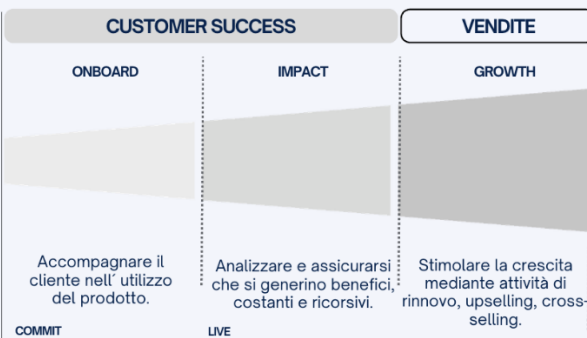 CUSTOMER SUCCESS
VENDITE
ONBOARD
IMPACT
GROWTH
Accompagnare il
cliente nell´ utilizzo
del prodotto.
Analizzare e assicurarsi
che si generino benefici,
costanti e ricorsivi.
Stimolare la crescita
mediante attività di
rinnovo, upselling, cross-
selling.
COMMIT
LIVE